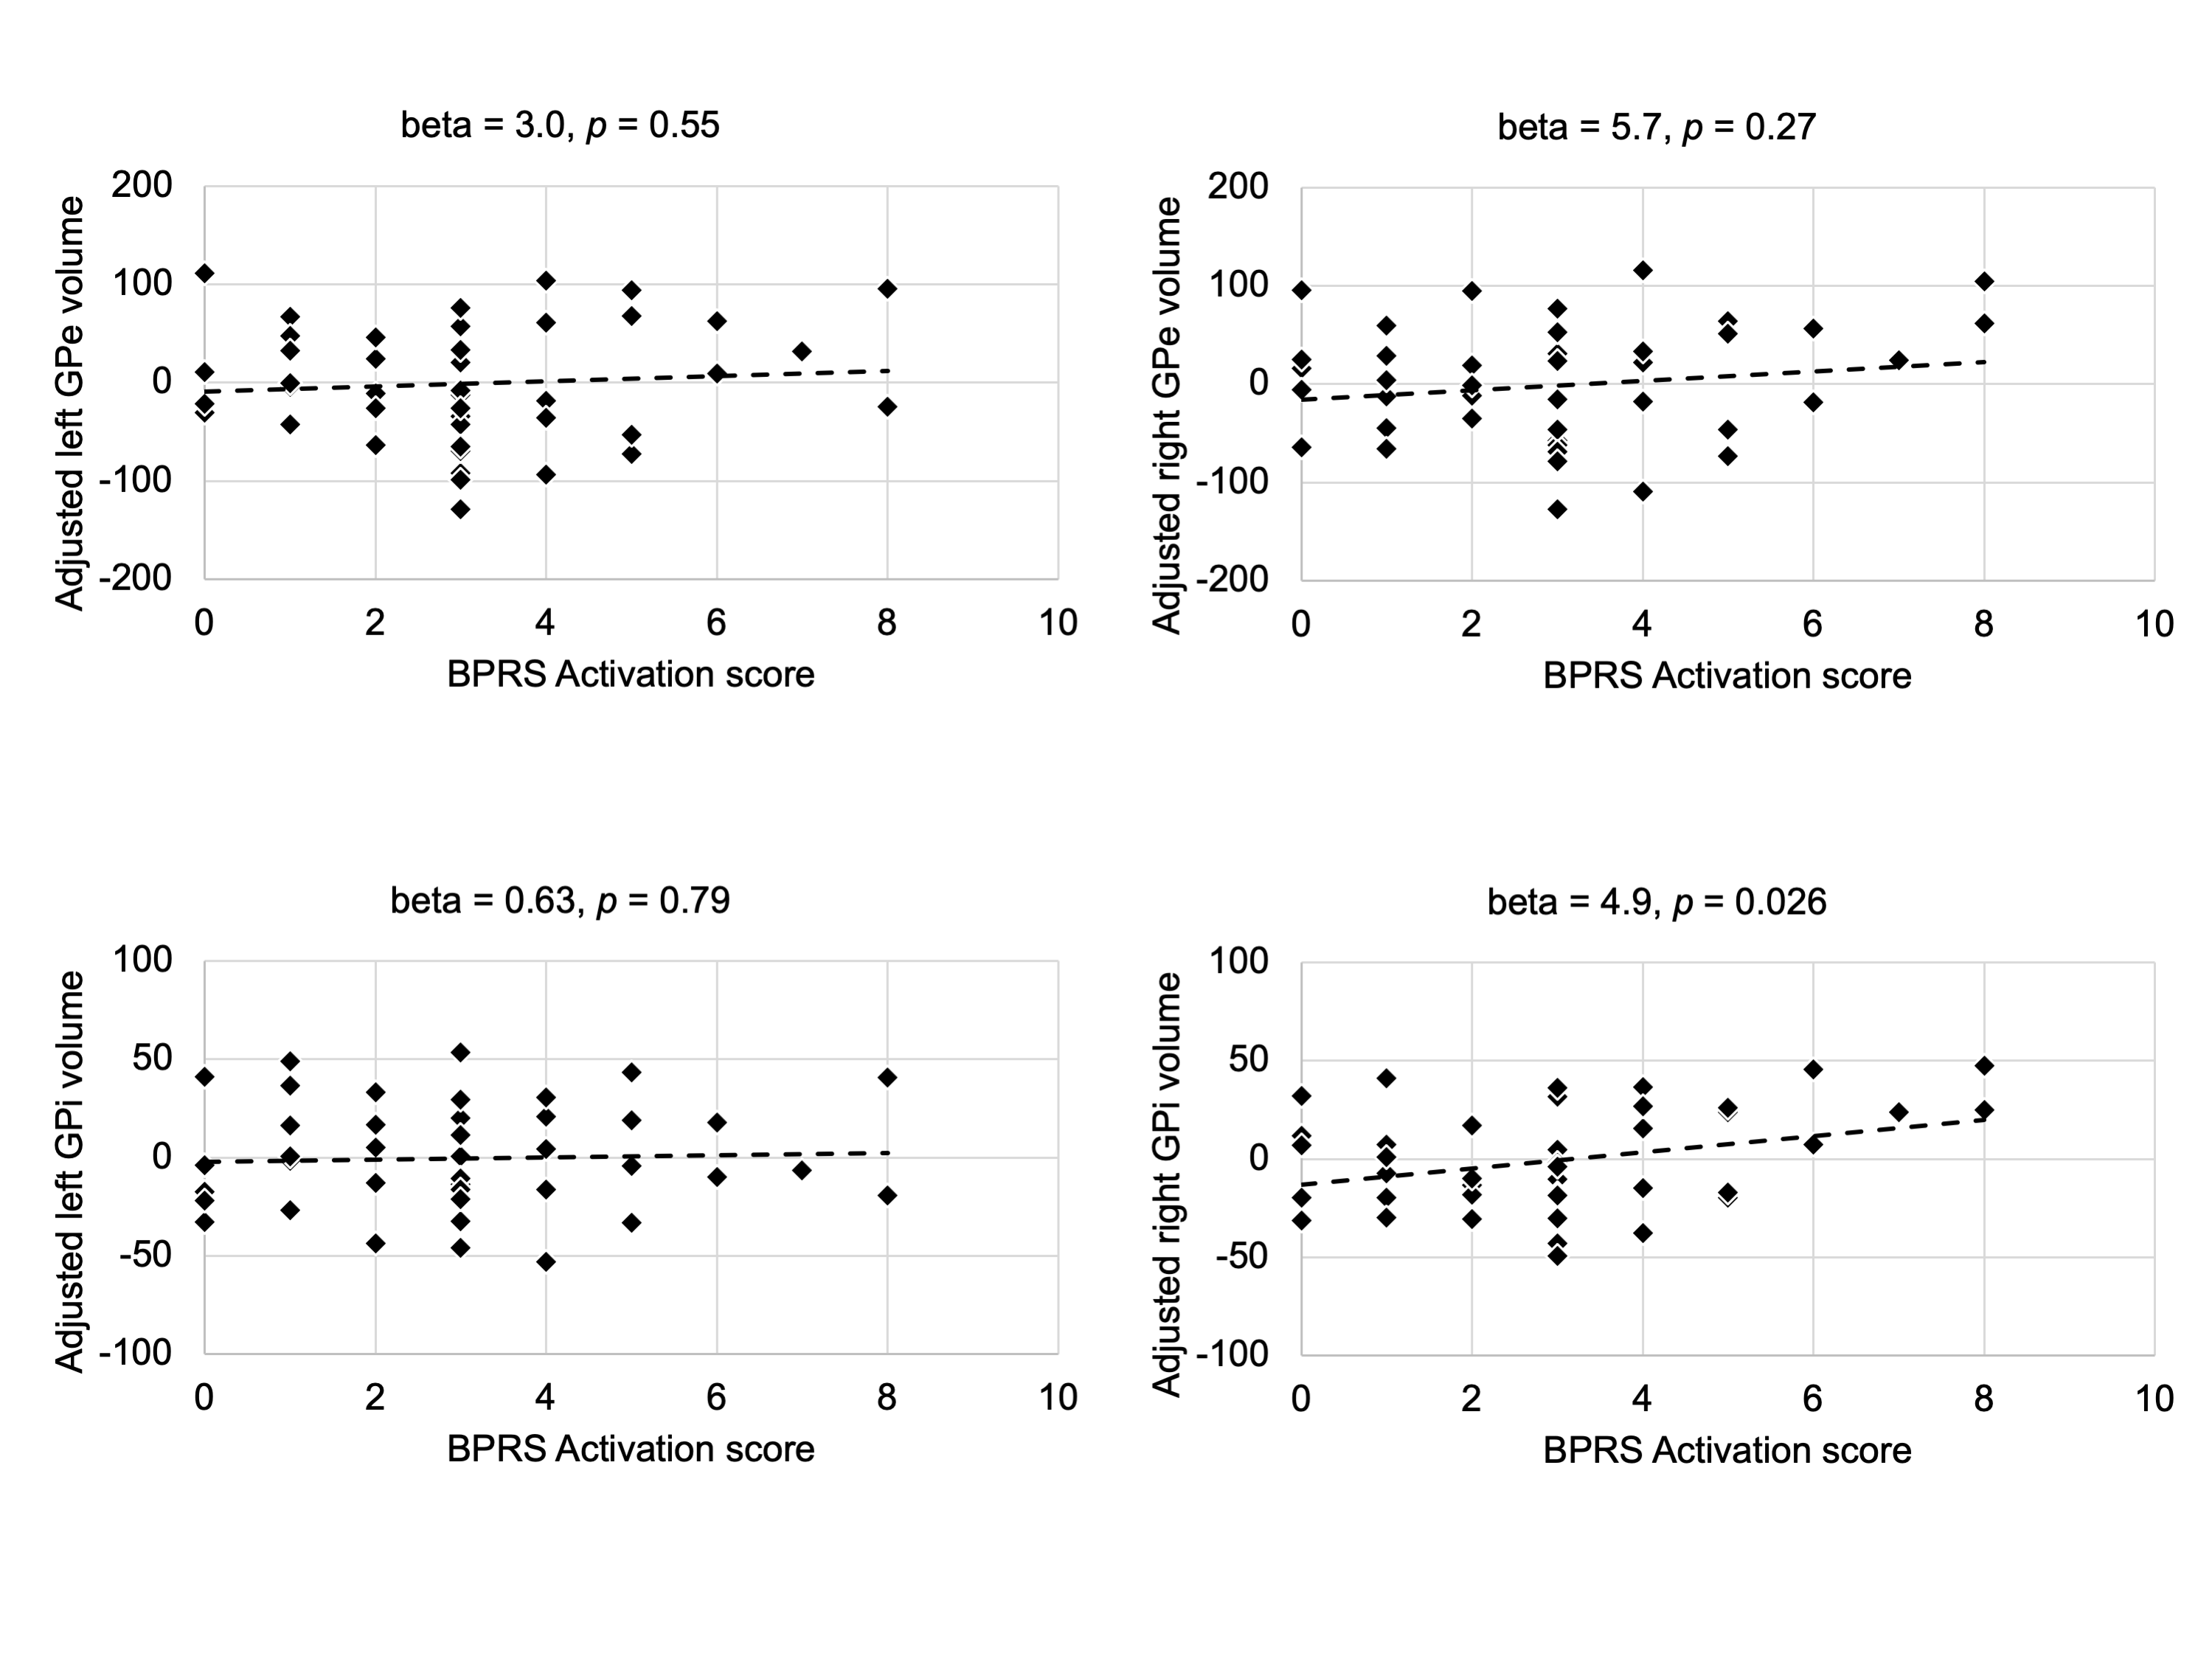 beta = 3.0, p = 0.55
Adjusted left GPe volume
200
100
0
-100
-200
0 2 4 6 8 10
BPRS Activation score
beta = 5.7, p = 0.27
Adjusted right GPe volume
200
100
0
-100
-200
0 2 4 6 8 10
BPRS Activation score
beta = 0.63, p = 0.79
Adjusted left GPi volume
100
50
0
-50
-100
0 2 4 6 8 10
BPRS Activation score
beta = 4.9, p = 0.026
Adjusted right GPi volume
100
50
0
-50
-100
0 2 4 6 8 10
BPRS Activation score